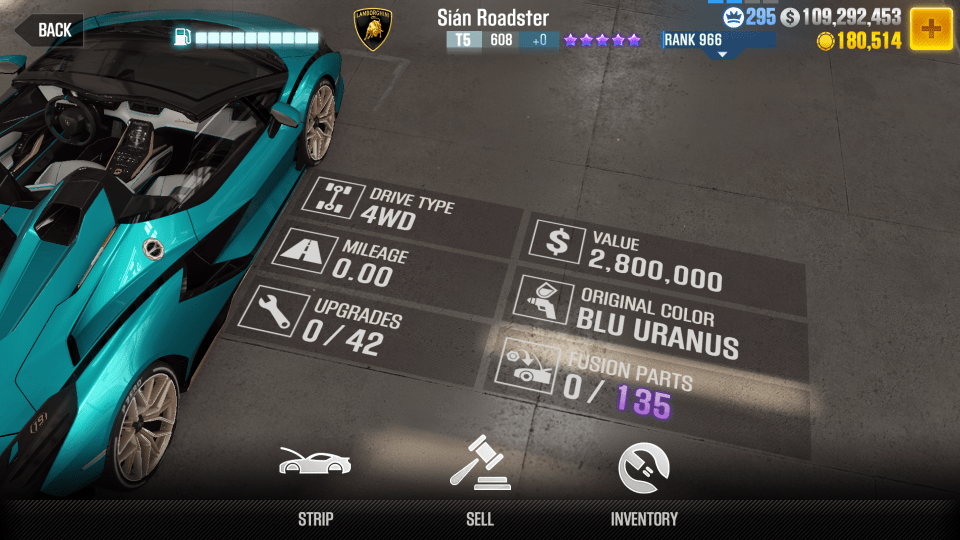 BACK
LAMBORGHINI
Sián Roadster
T5 608 +0
RANK 966
295 $ 109,292,453
180,514
DRIVE TYPE
4WD
MILEAGE
0.00
UPGRADES
0/42
$ VALUE
2,800,000
ORIGINAL COLOR
BLU URANUS
FUSION PARTS
0/135
STRIP
SELL
INVENTORY